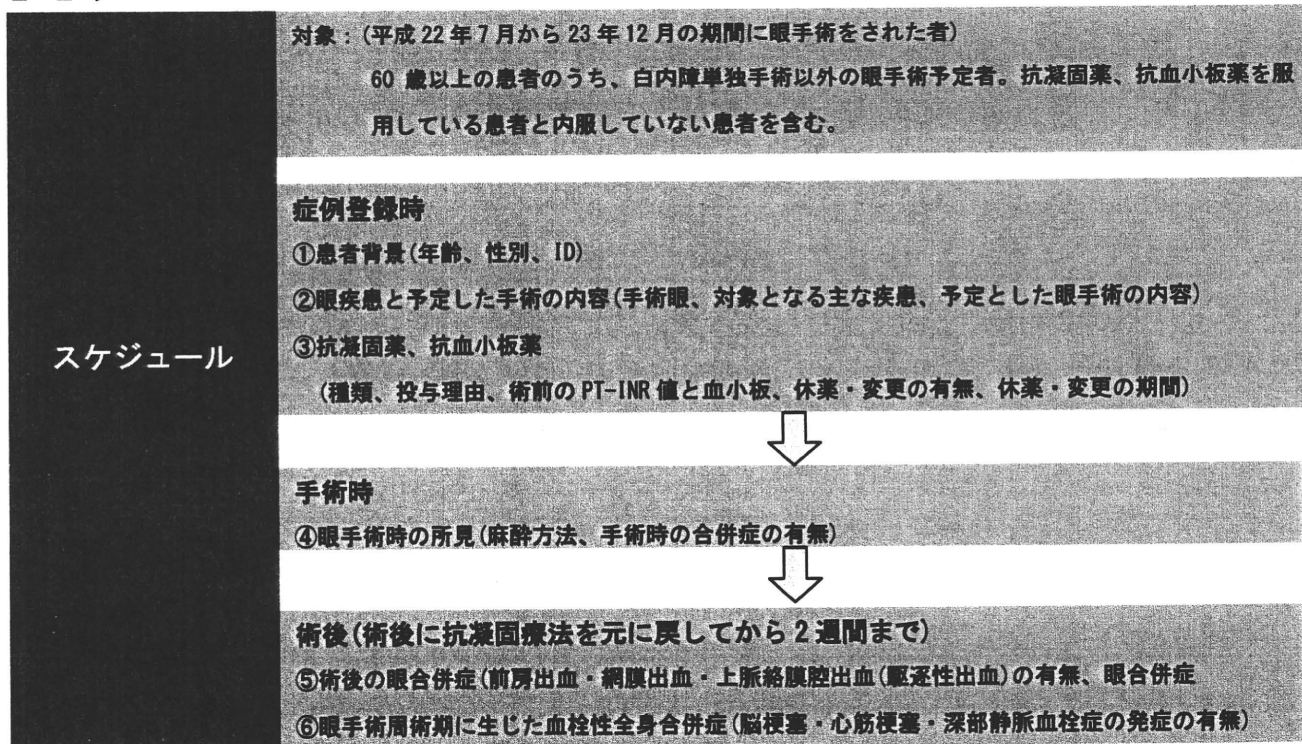 対象：(平成22年7月から23年12月の期間に眼手術をされた者)
60 歳以上の患者のうち、白内障単独手術以外の眼手術予定者。抗凝固薬、抗血小板薬を服
用している患者と内服していない患者を含む。
スケジュール
症例登録時
①患者背景(年齢、性別、ID)
②眼疾患と予定した手術の内容(手術眼、対象となる主な疾患、予定とした眼手術の内容)
③抗凝固薬、抗血小板薬
(種類、投与理由、術前の PT-INR 値と血小板、休薬・変更の有無、休薬・変更の期間)
手術時
④眼手術時の所見(麻酔方法、手術時の合併症の有無)
術後(術後に抗凝固療法を元に戻してから2週間まで)
⑤術後の眼合併症(前房出血・網膜出血・上脈絡膜腔出血(駆逐性出血)の有無、眼合併症
⑥眼手術周術期に生じた血栓性全身合併症(脳梗塞・心筋梗塞・深部静脈血栓症の発症の有無)